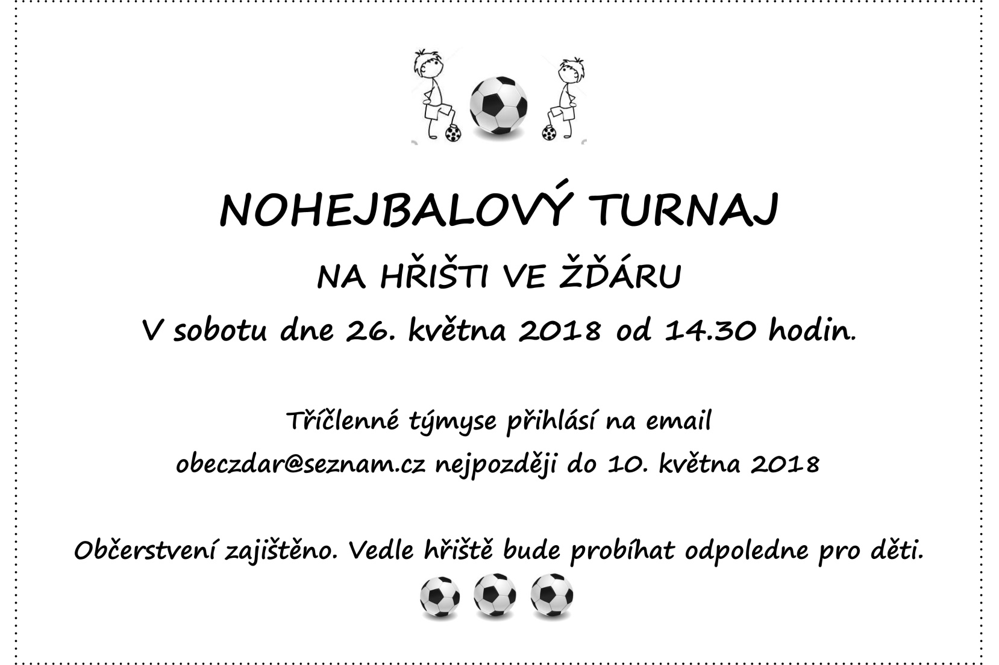 NOHEJBALOVÝ TURNAJ
NA HŘIŠTI VE ŽĎÁRU
V sobotu dne 26. května 2018 od 14.30 hodin.
Tříčlenné týmyse přihlásí na email
obeczdar@seznam.cz nejpozději do 10. května 2018
Občerstvení zajištěno. Vedle hřiště bude probíhat odpoledne pro děti.